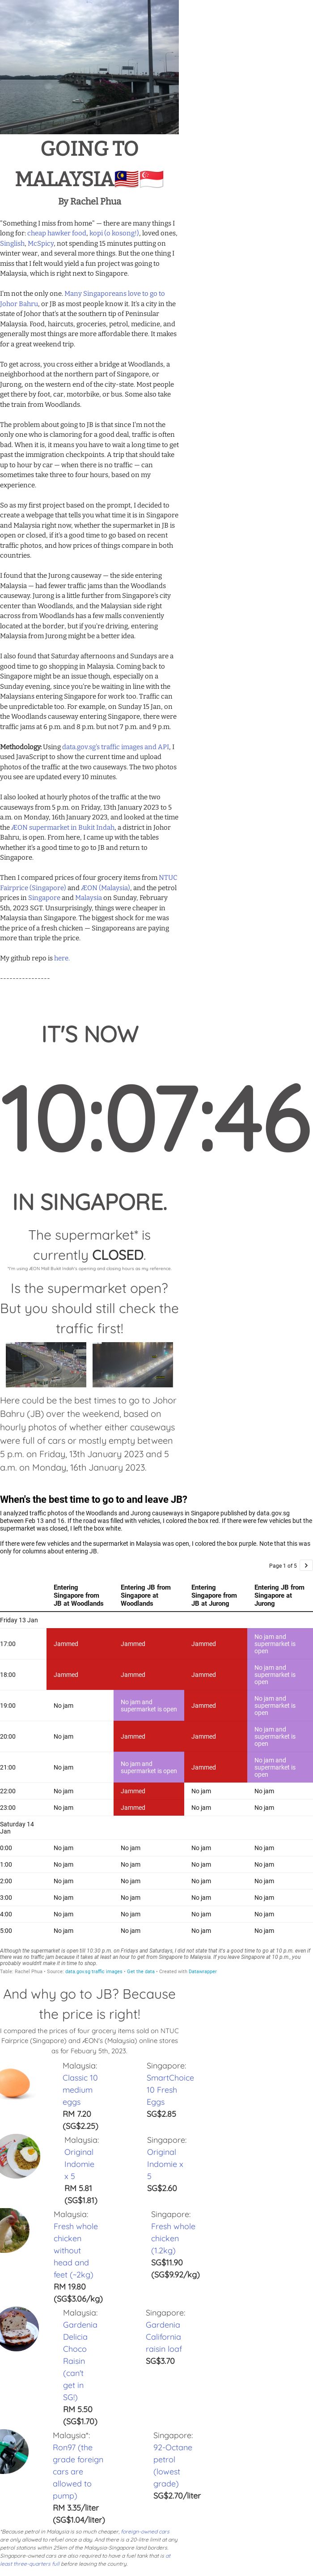 GOING TO
MALAYSIA🇲🇾🇸🇬
By Rachel Phua
"Something I miss from home" — there are many things I
long for: cheap hawker food, kopi (o kosong!), loved ones,
Singlish, McSpicy, not spending 15 minutes putting on
winter wear, and several more things. But the one thing I
miss that I felt would yield a fun project was going to
Malaysia, which is right next to Singapore.
I'm not the only one. Many Singaporeans love to go to
Johor Bahru, or JB as most people know it. It's a city in the
state of Johor that's at the southern tip of Peninsular
Malaysia. Food, haircuts, groceries, petrol, medicine, and
generally most things are more affordable there. It makes
for a great weekend trip.
To get across, you cross either a bridge at Woodlands, a
neighborhood at the northern part of Singapore, or
Jurong, on the western end of the city-state. Most people
get there by foot, car, motorbike, or bus. Some also take
the train from Woodlands.
The problem about going to JB is that since I'm not the
only one who is clamoring for a good deal, traffic is often
bad. When it is, it means you have to wait a long time to get
past the immigration checkpoints. A trip that should take
up to hour by car — when there is no traffic — can
sometimes take three to four hours, based on my
experience.
So as my first project based on the prompt, I decided to
create a webpage that tells you what time it is in Singapore
and Malaysia right now, whether the supermarket in JB is
open or closed, if it's a good time to go based on recent
traffic photos, and how prices of things compare in both
countries.
I found that the Jurong causeway — the side entering
Malaysia — had fewer traffic jams than the Woodlands
causeway. Jurong is a little further from Singapore's city
center than Woodlands, and the Malaysian side right
across from Woodlands has a few malls conveniently
located at the border, but if you're driving, entering
Malaysia from Jurong might be a better idea.
I also found that Saturday afternoons and Sundays are a
good time to go shopping in Malaysia. Coming back to
Singapore might be an issue though, especially on a
Sunday evening, since you're be waiting in line with the
Malaysians entering Singapore for work too. Traffic can
be unpredictable too. For example, on Sunday 15 Jan, on
the Woodlands causeway entering Singapore, there were
traffic jams at 6 p.m. and 8 p.m. but not 7 p.m. and 9 p.m.
Methodology: Using data.gov.sg's traffic images and API, I
used JavaScript to show the current time and upload
photos of the traffic at the two causeways. The two photos
you see are updated every 10 minutes.
I also looked at hourly photos of the traffic at the two
causeways from 5 p.m. on Friday, 13th January 2023 to 5
a.m. on Monday, 16th January 2023, and looked at the time
the ÆON supermarket in Bukit Indah, a district in Johor
Bahru, is open. From here, I came up with the tables
whether it's a good time to go to JB and return to
Singapore.
Then I compared prices of four grocery items from NTUC
Fairprice (Singapore) and ÆON (Malaysia), and the petrol
prices in Singapore and Malaysia on Sunday, February
5th, 2023 SGT. Unsurprisingly, things were cheaper in
Malaysia than Singapore. The biggest shock for me was
the price of a fresh chicken — Singaporeans are paying
more than triple the price.
My github repo is here.
----------------
IT'S NOW
10:07:46
IN SINGAPORE.
The supermarket* is
currently CLOSED.
*I'm using ÆON Mall Bukit Indah's opening and closing hours as my reference.
Is the supermarket open?
But you should still check the
traffic first!
Here could be the best times to go to Johor
Bahru (JB) over the weekend, based on
hourly photos of whether either causeways
were full of cars or mostly empty between
5 p.m. on Friday, 13th January 2023 and 5
a.m. on Monday, 16th January 2023.
When's the best time to go to and leave JB?
I analyzed traffic photos of the Woodlands and Jurong causeways in Singapore published by data.gov.sg
between Feb 13 and 16. If the road was filled with vehicles, I colored the box red. If there were few vehicles but the
supermarket was closed, I left the box white.
If there were few vehicles and the supermarket in Malaysia was open, I colored the box purple. Note that this was
only for columns about entering JB.
Page 1 of 5 >
Entering Singapore from JB at Woodlands
Entering JB from Singapore at Woodlands
Entering Singapore from JB at Jurong
Entering JB from Singapore at Jurong
Friday 13 Jan
17:00 Jammed Jammed Jammed No jam and supermarket is open
18:00 Jammed Jammed Jammed No jam and supermarket is open
19:00 No jam No jam and supermarket is open Jammed No jam and supermarket is open
20:00 No jam Jammed Jammed No jam and supermarket is open
21:00 No jam No jam and supermarket is open Jammed No jam and supermarket is open
22:00 No jam Jammed No jam No jam
23:00 No jam Jammed No jam No jam
Saturday 14 Jan
0:00 No jam No jam No jam No jam
1:00 No jam No jam No jam No jam
2:00 No jam No jam No jam No jam
3:00 No jam No jam No jam No jam
4:00 No jam No jam No jam No jam
5:00 No jam No jam No jam No jam
Although the supermarket is open till 10.30 p.m. on Fridays and Saturdays, I did not state that it's a good time to go at 10 p.m. even if
there was no traffic jam because it takes at least an hour to get from Singapore to Malaysia. If you leave Singapore at 10 p.m., you
probably wouldn't make it in time to shop.
Table: Rachel Phua • Source: data.gov.sg traffic images • Get the data • Created with Datawrapper
And why go to JB? Because
the price is right!
I compared the prices of four grocery items sold on NTUC
Fairprice (Singapore) and ÆON's (Malaysia) online stores
as for Febuary 5th, 2023.
Malaysia:
Classic 10
medium
eggs
RM 7.20
(SG$2.25)
Singapore:
SmartChoice
10 Fresh
Eggs
SG$2.85
Malaysia:
Original
Indomie
x 5
RM 5.81
(SG$1.81)
Singapore:
Original
Indomie x
5
SG$2.60
Malaysia:
Fresh whole
chicken
without
head and
feet (~2kg)
RM 19.80
(SG$3.06/kg)
Singapore:
Fresh whole
chicken
(1.2kg)
SG$11.90
(SG$9.92/kg)
Malaysia:
Gardenia
Delicia
Choco
Raisin
(can't
get in
SG!)
RM 5.50
(SG$1.70)
Singapore:
Gardenia
California
raisin loaf
SG$3.70
Malaysia*:
Ron97 (the
grade foreign
cars are
allowed to
pump)
RM 3.35/liter
(SG$1.04/liter)
Singapore:
92-Octane
petrol
(lowest
grade)
SG$2.70/liter
*Because petrol in Malaysia is so much cheaper, foreign-owned cars
are only allowed to refuel once a day. And there is a 20-litre limit at any
petrol stations within 25km of the Malaysia-Singapore land borders.
Singapore-owned cars are also required to have a fuel tank that is at
least three-quarters full before leaving the country.